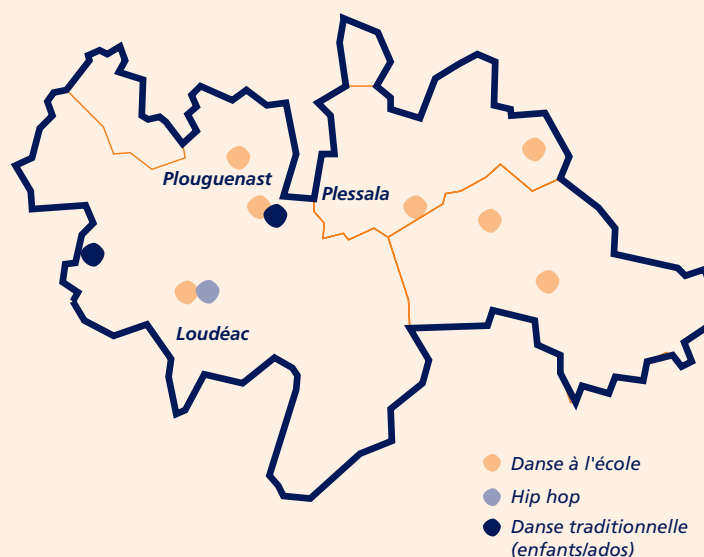 Plouguenast
Plessala
Loudéac
Danse à l'école
Hip hop
Danse traditionnelle
(enfants/ados)